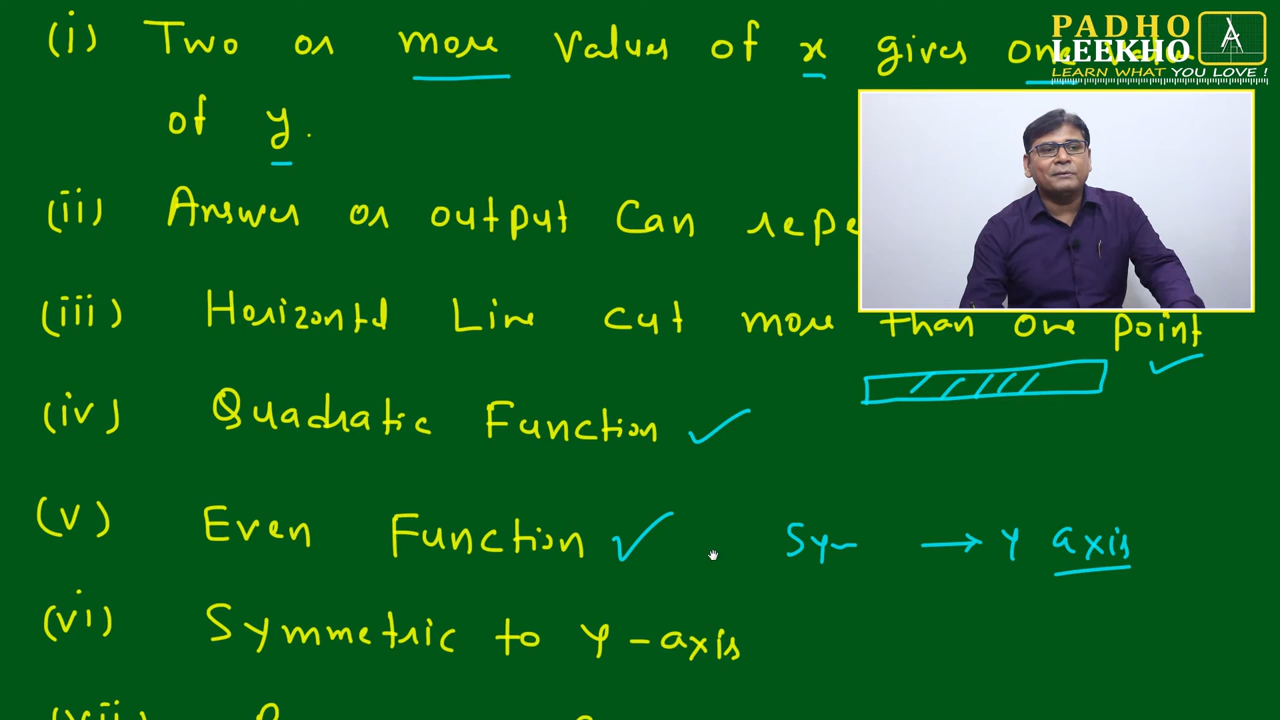 (i) Two or more values of x gives one
of y.
(ii) Answer or output can repe
(iii) Horizontal Line cut more than one point
(iv) Quadratic Function ✓
(v) Even Function ✓ Sym → Y axis
(vi) Symmetric to Y-axis
PADHO
LEEKHO
LEARN WHAT YOU LOVE !